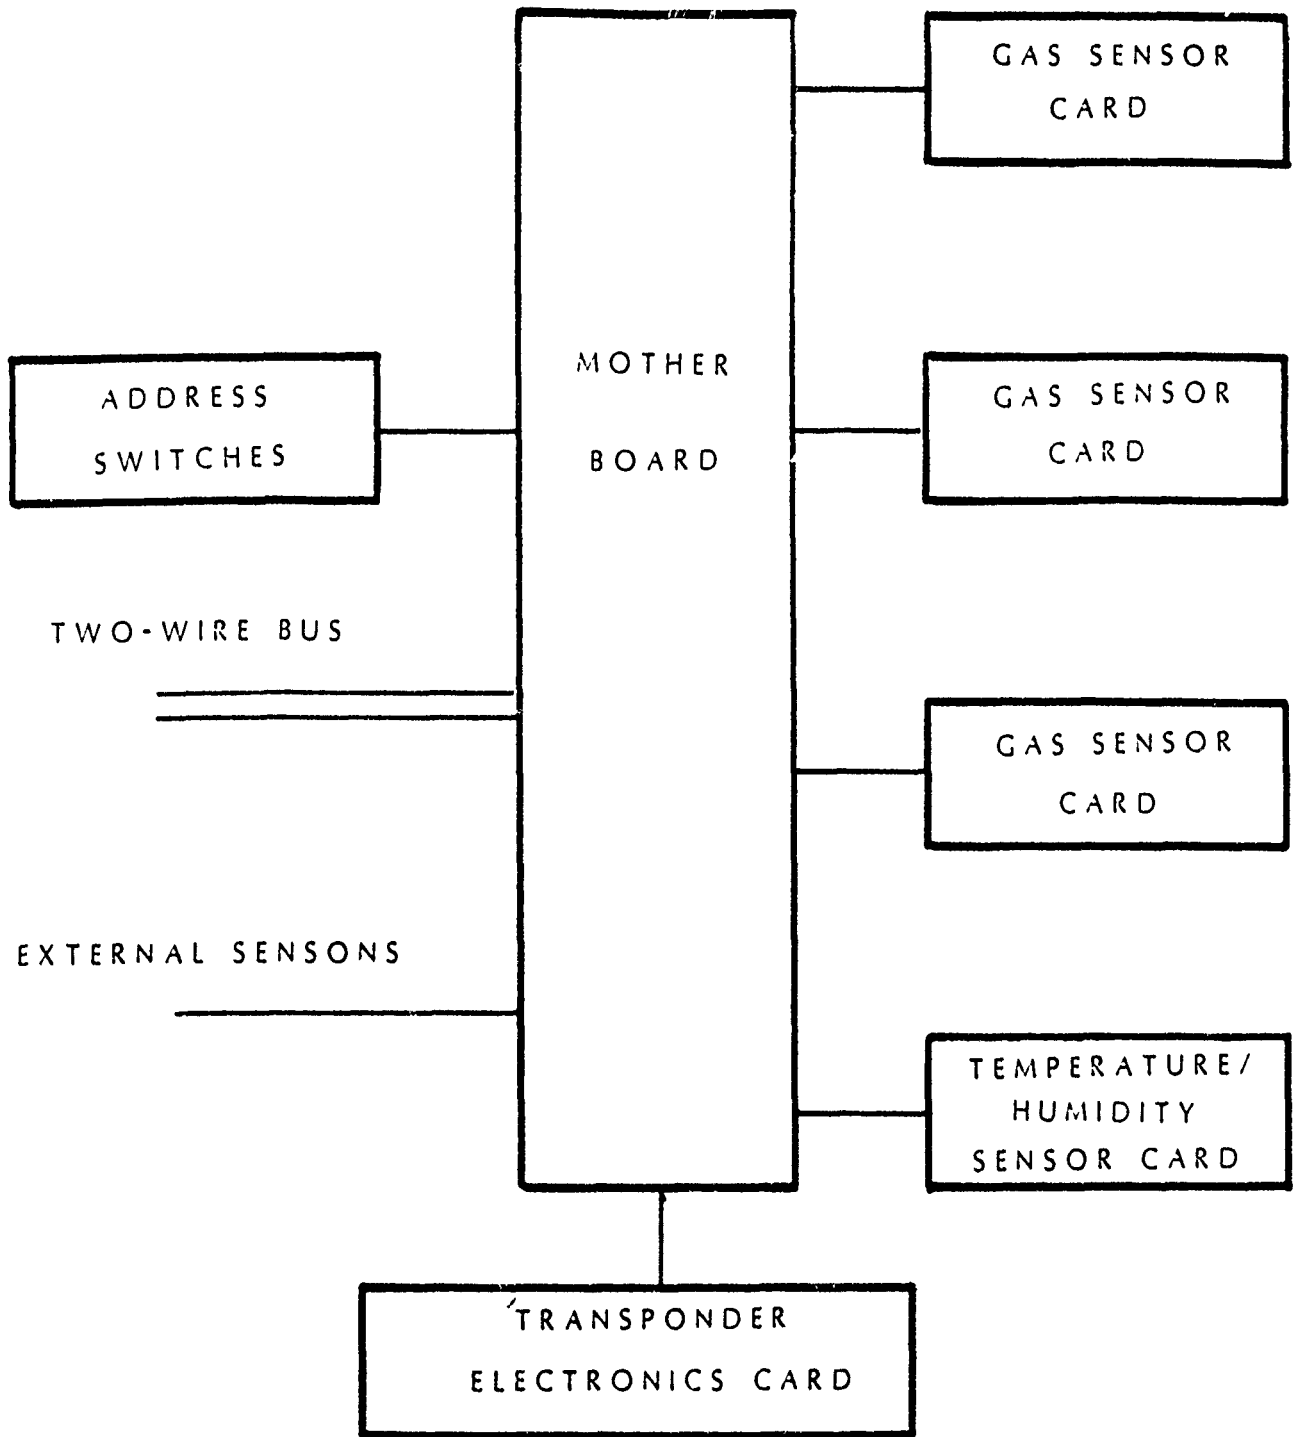 GAS SENSOR
CARD
MOTHER
BOARD
ADDRESS
SWITCHES
GAS SENSOR
CARD
TWO-WIRE BUS
GAS SENSOR
CARD
EXTERNAL SENSONS
TEMPERATURE/
HUMIDITY
SENSOR CARD
TRANSPONDER
ELECTRONICS CARD